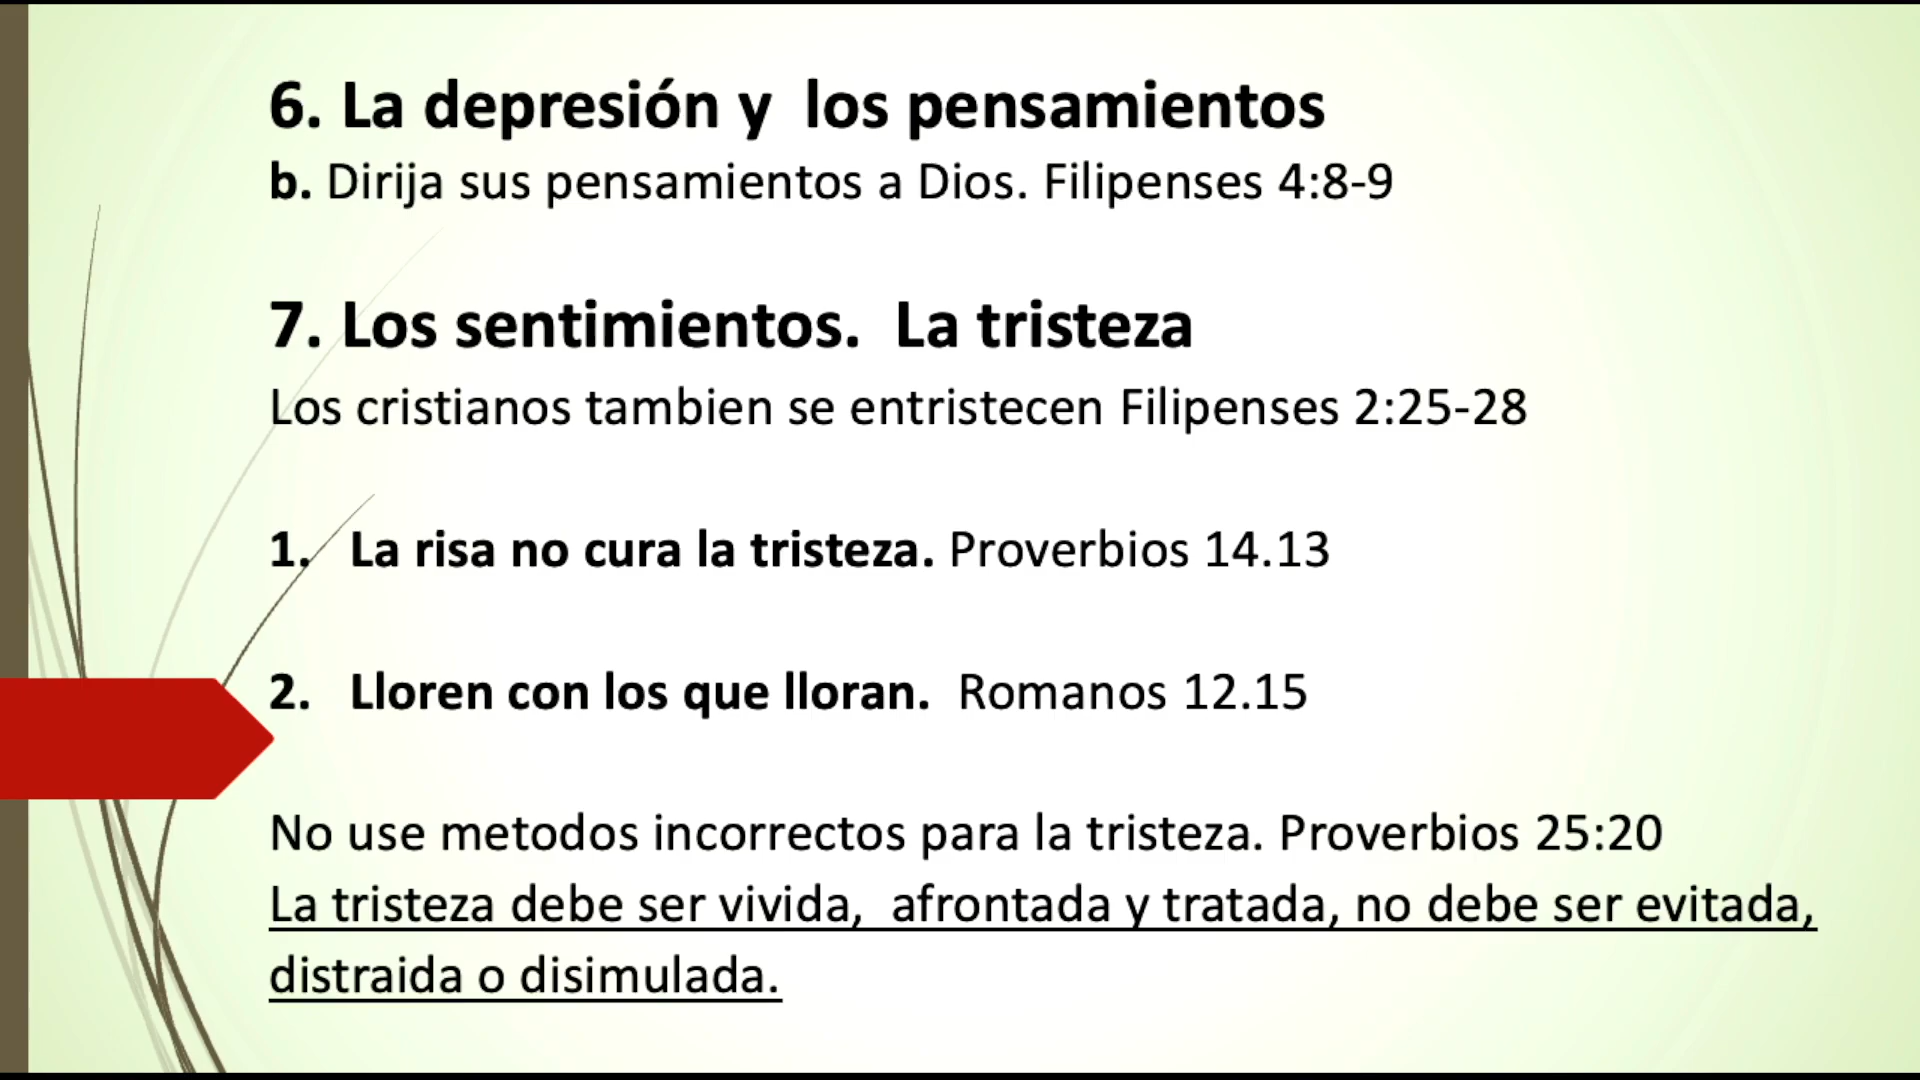 6. La depresión y  los pensamientos
b. Dirija sus pensamientos a Dios. Filipenses 4:8-9
7. Los sentimientos.  La tristeza
Los cristianos tambien se entristecen Filipenses 2:25-28
1. La risa no cura la tristeza. Proverbios 14.13
2. Lloren con los que lloran.  Romanos 12.15
No use metodos incorrectos para la tristeza. Proverbios 25:20
La tristeza debe ser vivida,  afrontada y tratada, no debe ser evitada,
distraida o disimulada.